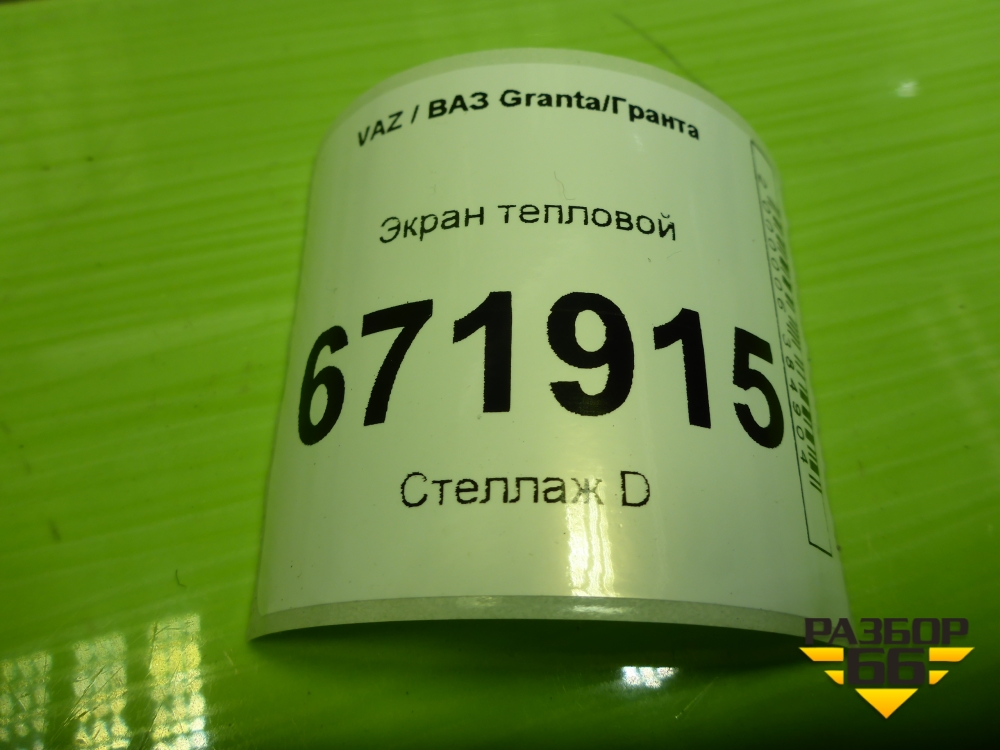 VAZ / ВАЗ Granta/Гранта
Экран тепловой
671915
Стеллаж D
РАЗБОР
66